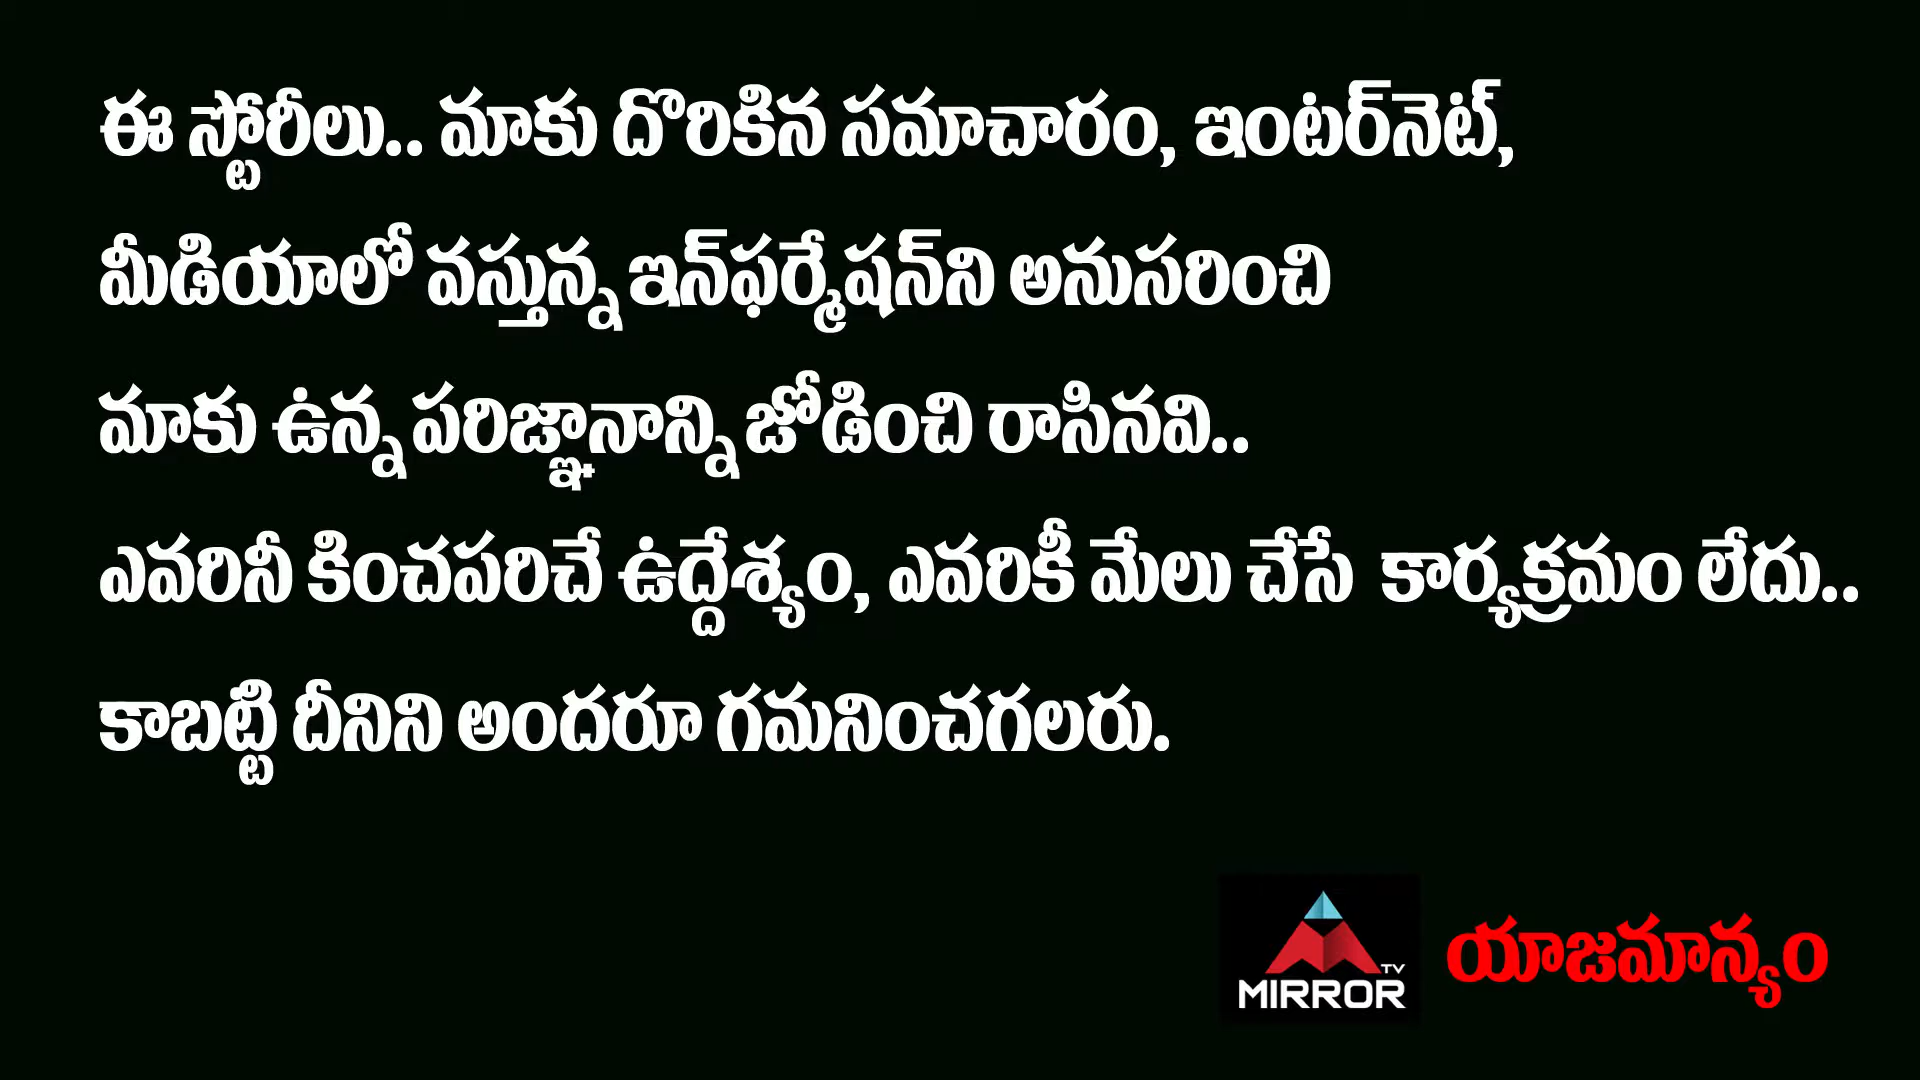 ఈ స్టోరీలు.. మాకు దొరికిన సమాచారం, ఇంటర్‌నెట్,
మీడియాలో వస్తున్న ఇన్‌ఫర్మేషన్‌ని అనుసరించి
మాకు ఉన్న పరిజ్ఞానాన్ని జోడించి రాసినవి..
ఎవరినీ కించపరిచే ఉద్దేశ్యం, ఎవరికీ మేలు చేసే కార్యక్రమం లేదు..
కాబట్టి దీనిని అందరూ గమనించగలరు.
TV
MIRROR
యాజమాన్యం